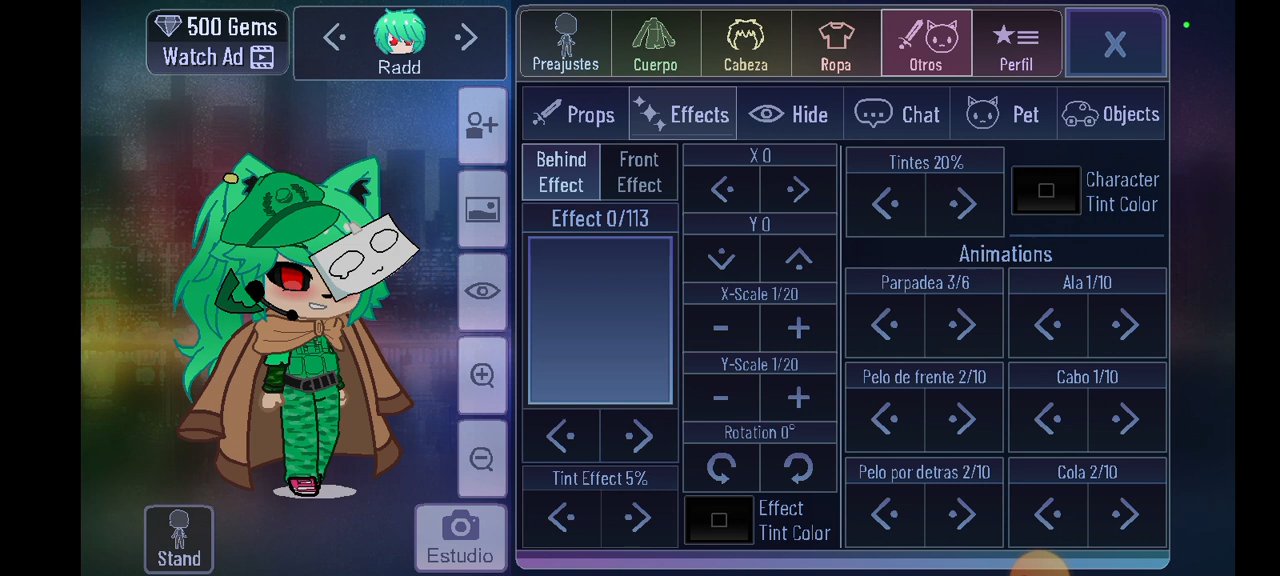 500 Gems
Watch Ad
Radd
Preajustes
Cuerpo
Cabeza
Ropa
Otros
Perfil
X
Props
Effects
Hide
Chat
Pet
Objects
Behind
Effect
Front
Effect
Effect 0/113
Tint Effect 5%
X 0
Y 0
X-Scale 1/20
Y-Scale 1/20
Rotation 0°
Effect
Tint Color
Tintes 20%
Character
Tint Color
Animations
Parpadea 3/6
Ala 1/10
Pelo de frente 2/10
Cabo 1/10
Pelo por detras 2/10
Cola 2/10
Stand
Estudio